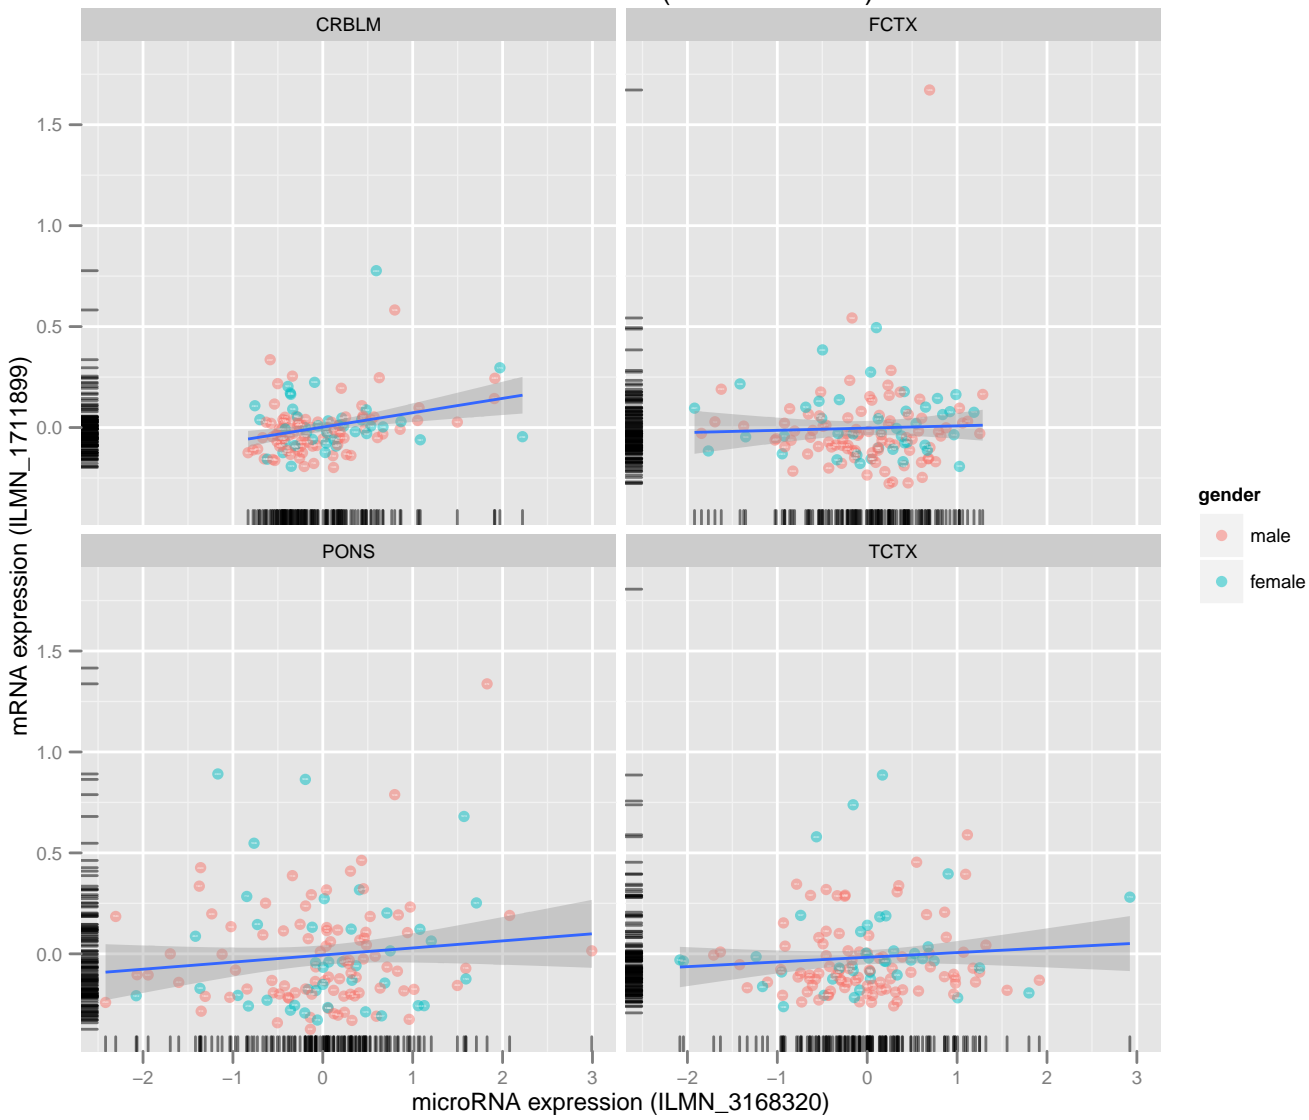 CRBLM
FCTX
1.5
1.0
0.5
0.0
PONS
TCTX
1.5
1.0
0.5
0.0
−2
−1
0
1
2
3
−2
−1
0
1
2
3
microRNA expression (ILMN_3168320)
mRNA expression (ILMN_1711899)
gender
male
female